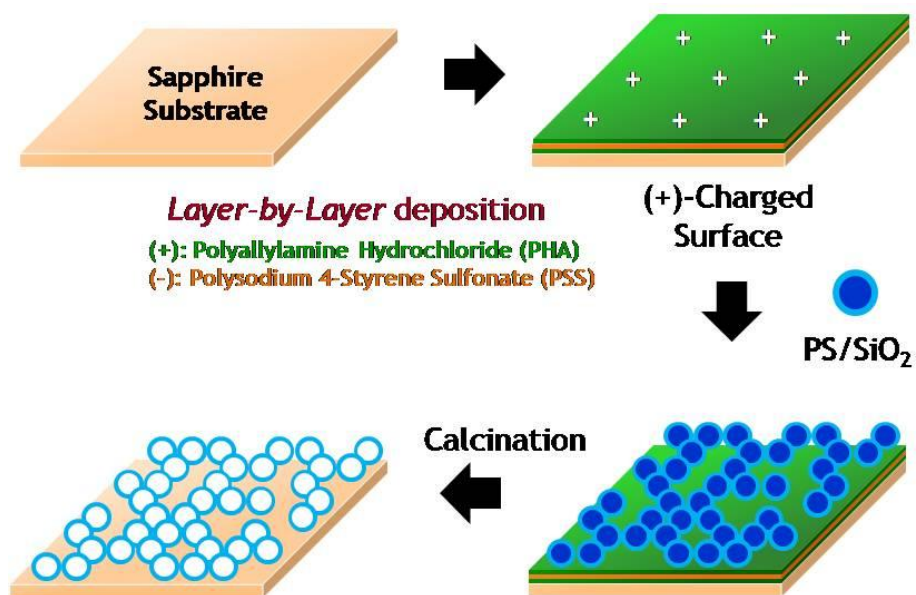 Sapphire
Substrate
+ + +
+ + +
+ + +
Layer-by-Layer deposition
(+): Polyallylamine Hydrochloride (PHA)
(-): Polysodium 4-Styrene Sulfonate (PSS)
(+)-Charged
Surface
PS/SiO₂
Calcination